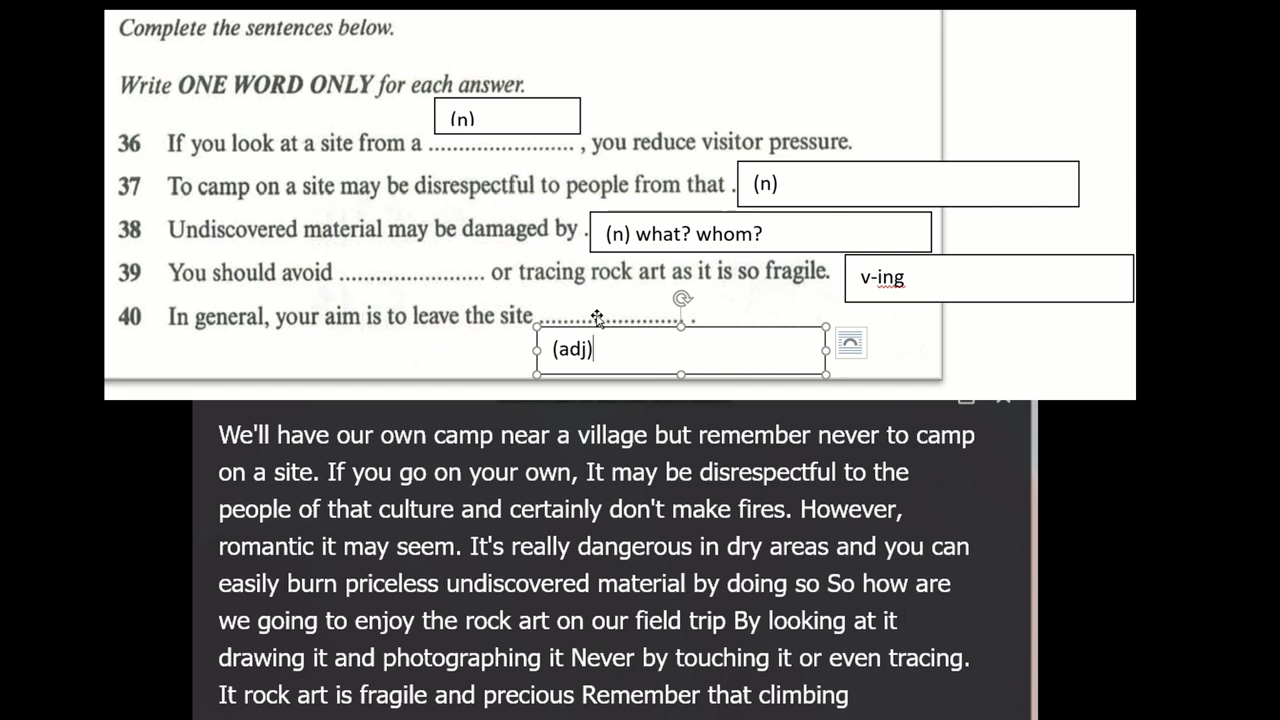 Complete the sentences below.
Write ONE WORD ONLY for each answer.
(n)
36 If you look at a site from a ........................ , you reduce visitor pressure.
37 To camp on a site may be disrespectful to people from that . (n)
38 Undiscovered material may be damaged by . (n) what? whom?
39 You should avoid ........................ or tracing rock art as it is so fragile. v-ing
40 In general, your aim is to leave the site ........................ .
(adj)
We'll have our own camp near a village but remember never to camp
on a site. If you go on your own, It may be disrespectful to the
people of that culture and certainly don't make fires. However,
romantic it may seem. It's really dangerous in dry areas and you can
easily burn priceless undiscovered material by doing so So how are
we going to enjoy the rock art on our field trip By looking at it
drawing it and photographing it Never by touching it or even tracing.
It rock art is fragile and precious Remember that climbing